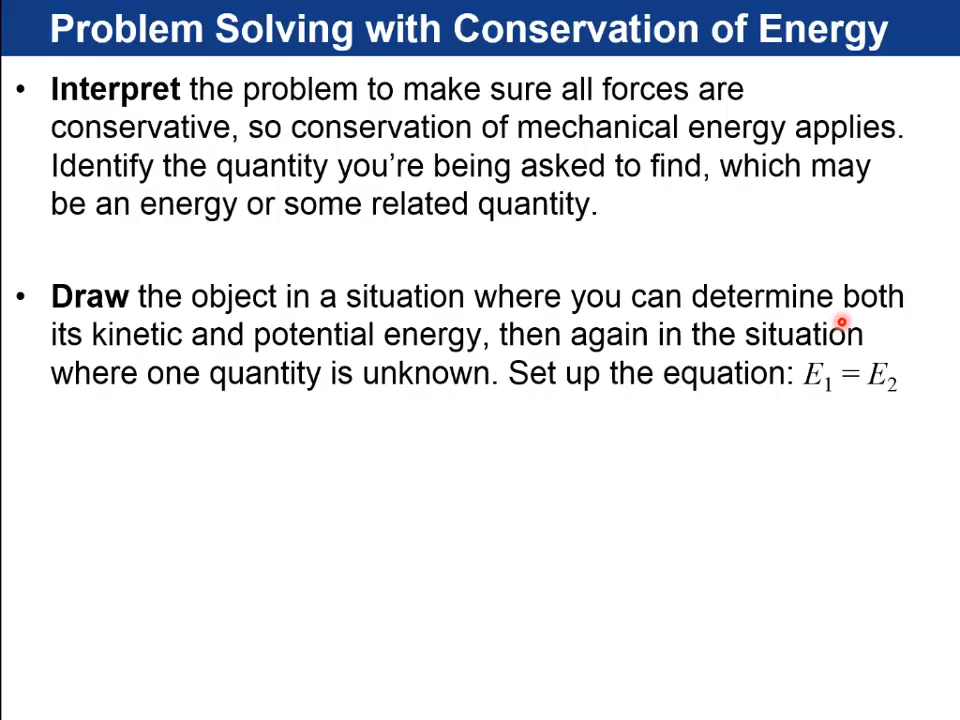 Problem Solving with Conservation of Energy
• Interpret the problem to make sure all forces are
conservative, so conservation of mechanical energy applies.
Identify the quantity you’re being asked to find, which may
be an energy or some related quantity.
• Draw the object in a situation where you can determine both
its kinetic and potential energy, then again in the situation
where one quantity is unknown. Set up the equation: E₁ = E₂